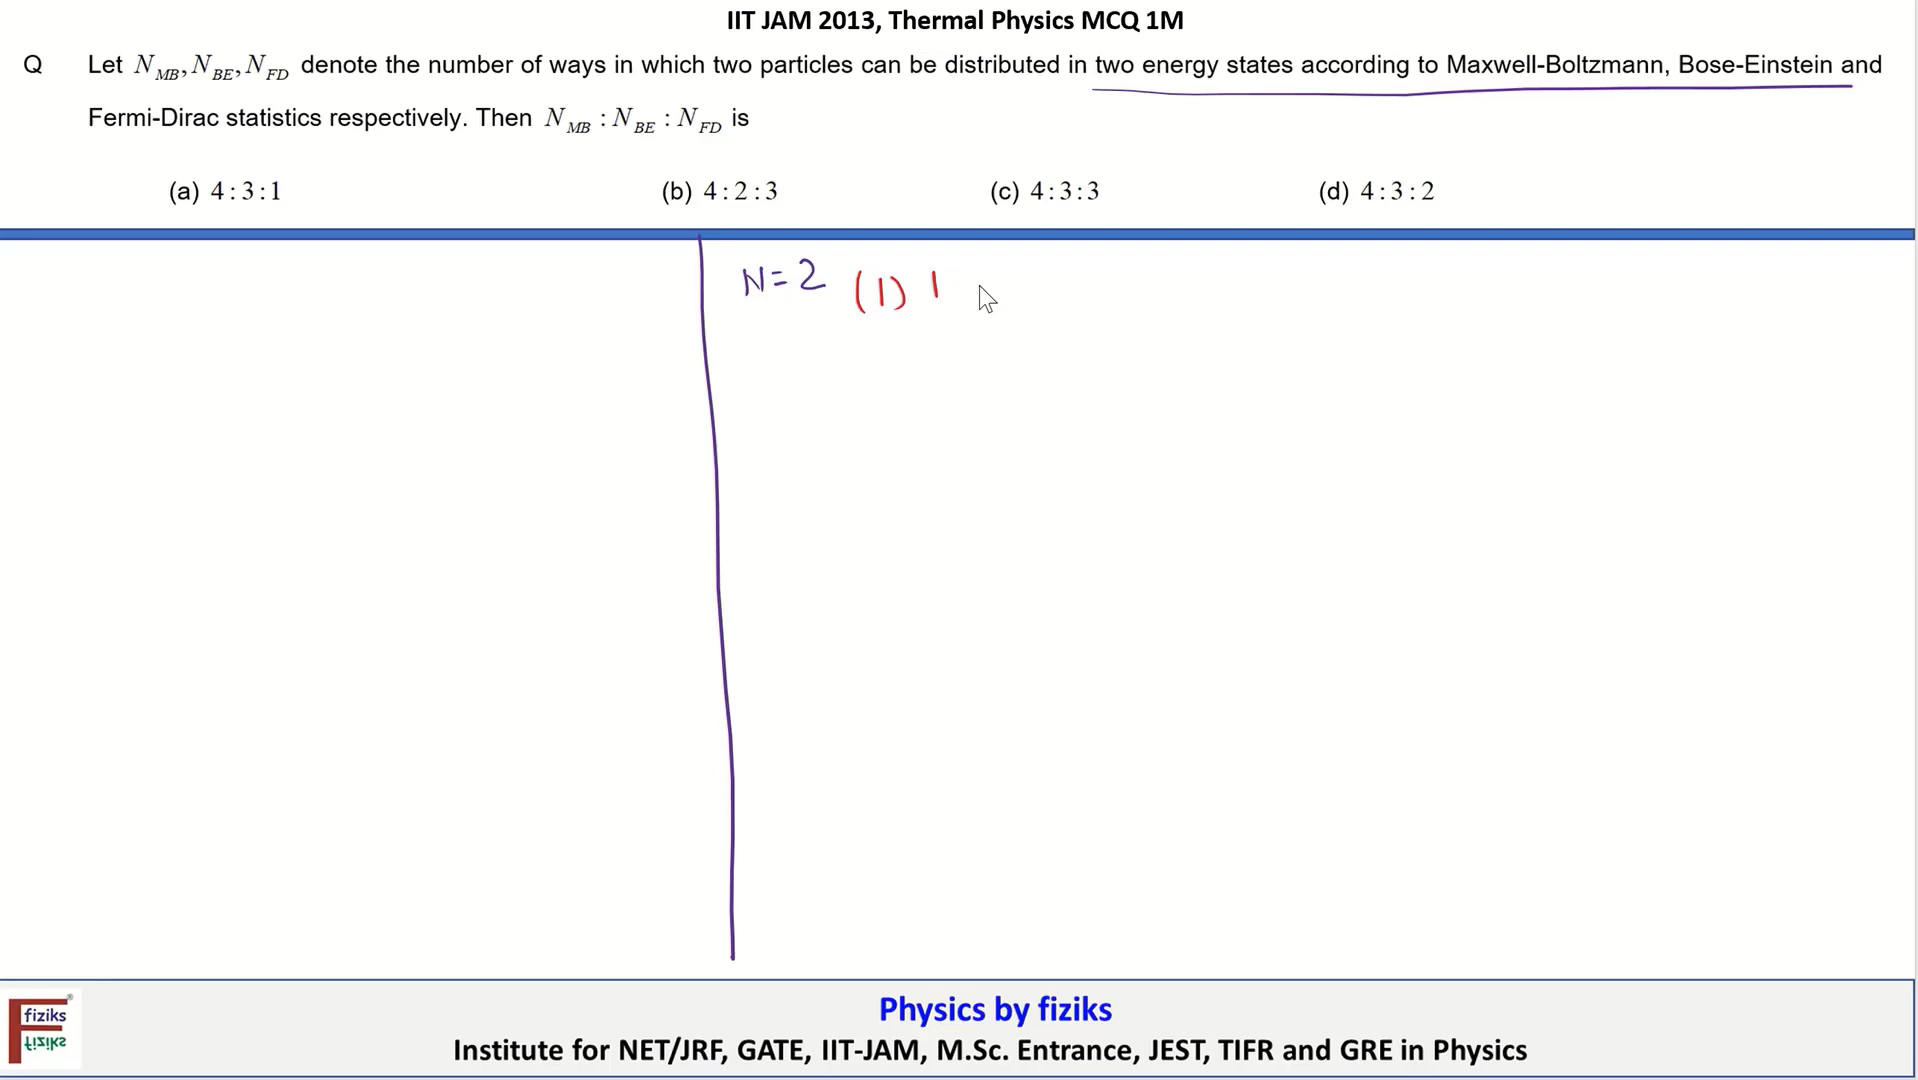 IIT JAM 2013, Thermal Physics MCQ 1M
Q Let N_MB, N_BE, N_FD denote the number of ways in which two particles can be distributed in two energy states according to Maxwell-Boltzmann, Bose-Einstein and
Fermi-Dirac statistics respectively. Then N_MB : N_BE : N_FD is
(a) 4 : 3 : 1 (b) 4 : 2 : 3 (c) 4 : 3 : 3 (d) 4 : 3 : 2
N = 2 (1) 1
fiziks
fiziks
Physics by fiziks
Institute for NET/JRF, GATE, IIT-JAM, M.Sc. Entrance, JEST, TIFR and GRE in Physics